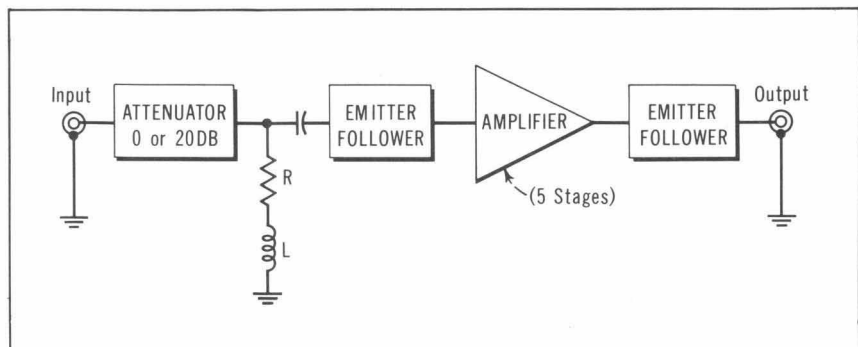 Input
ATTENUATOR
0 or 20DB
R
L
EMITTER
FOLLOWER
AMPLIFIER
(5 Stages)
EMITTER
FOLLOWER
Output